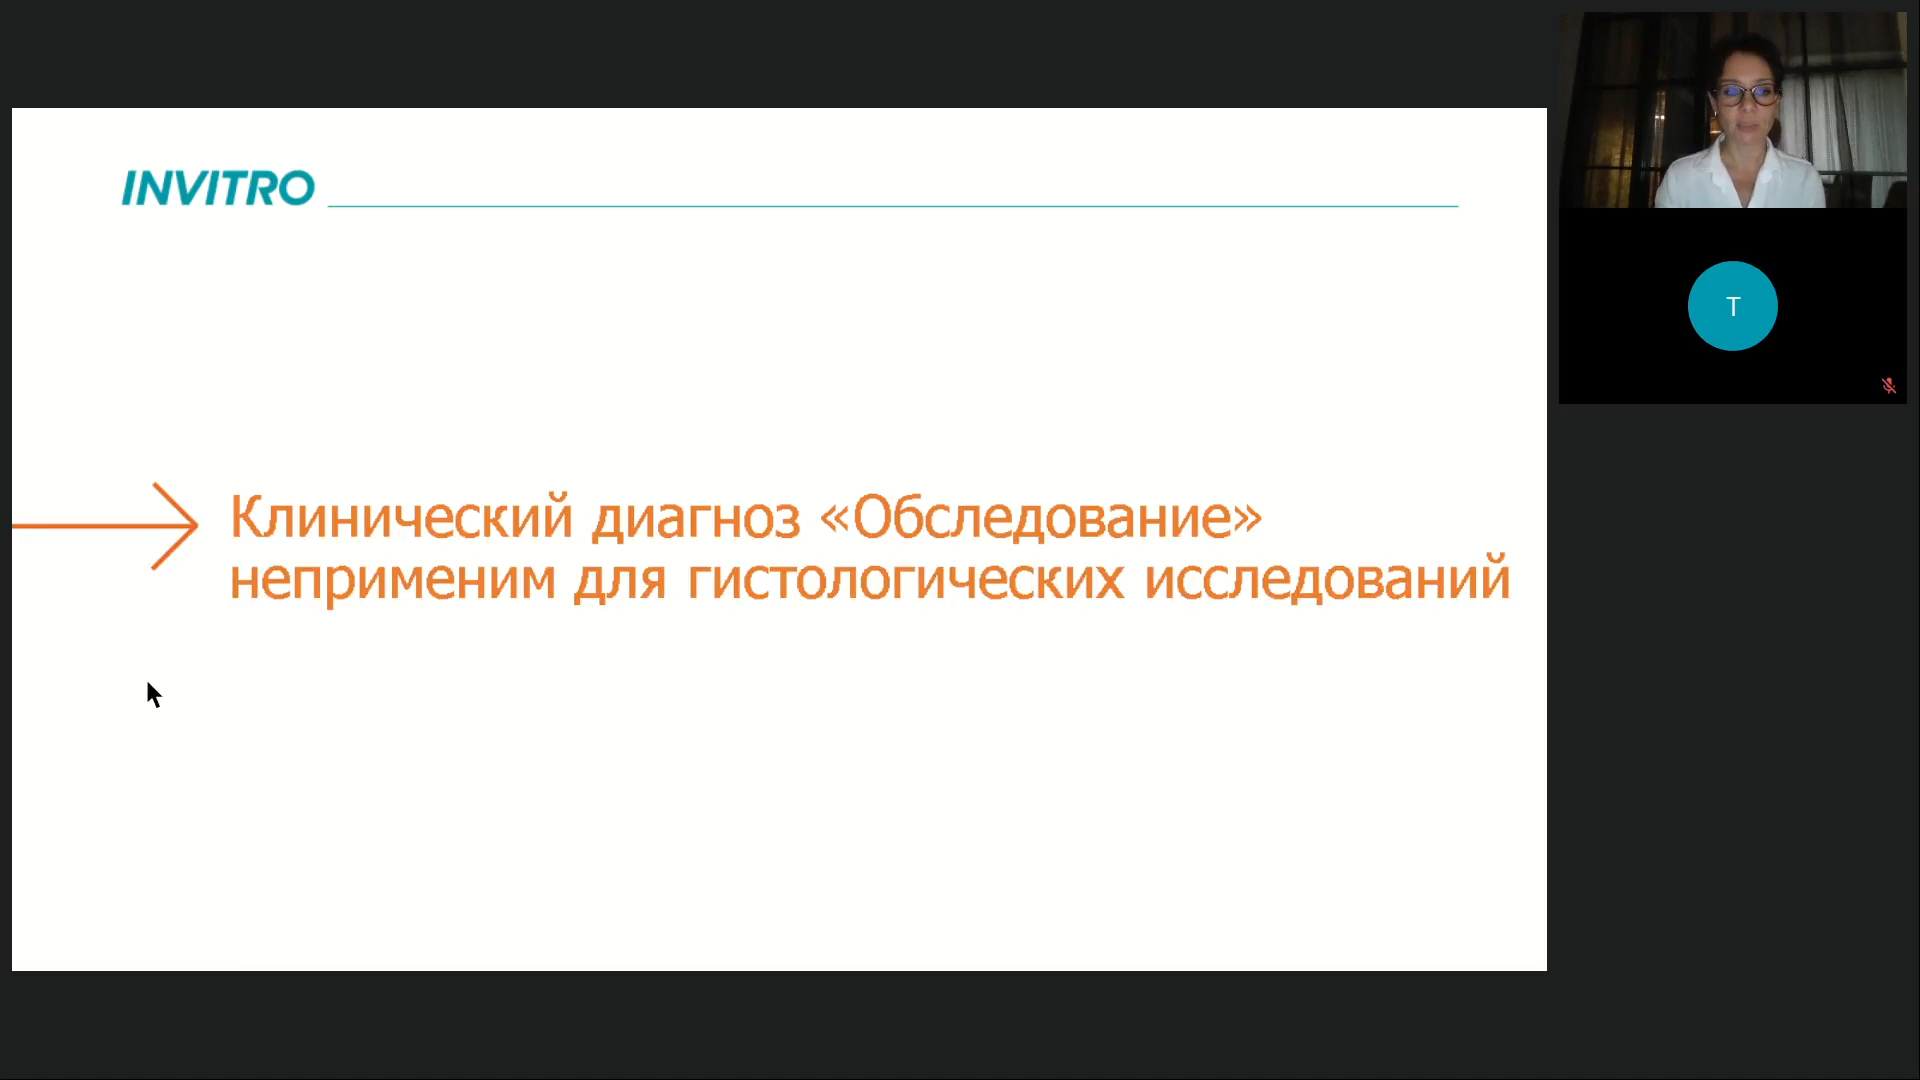 INVITRO
Клинический диагноз «Обследование»
неприменим для гистологических исследований
T